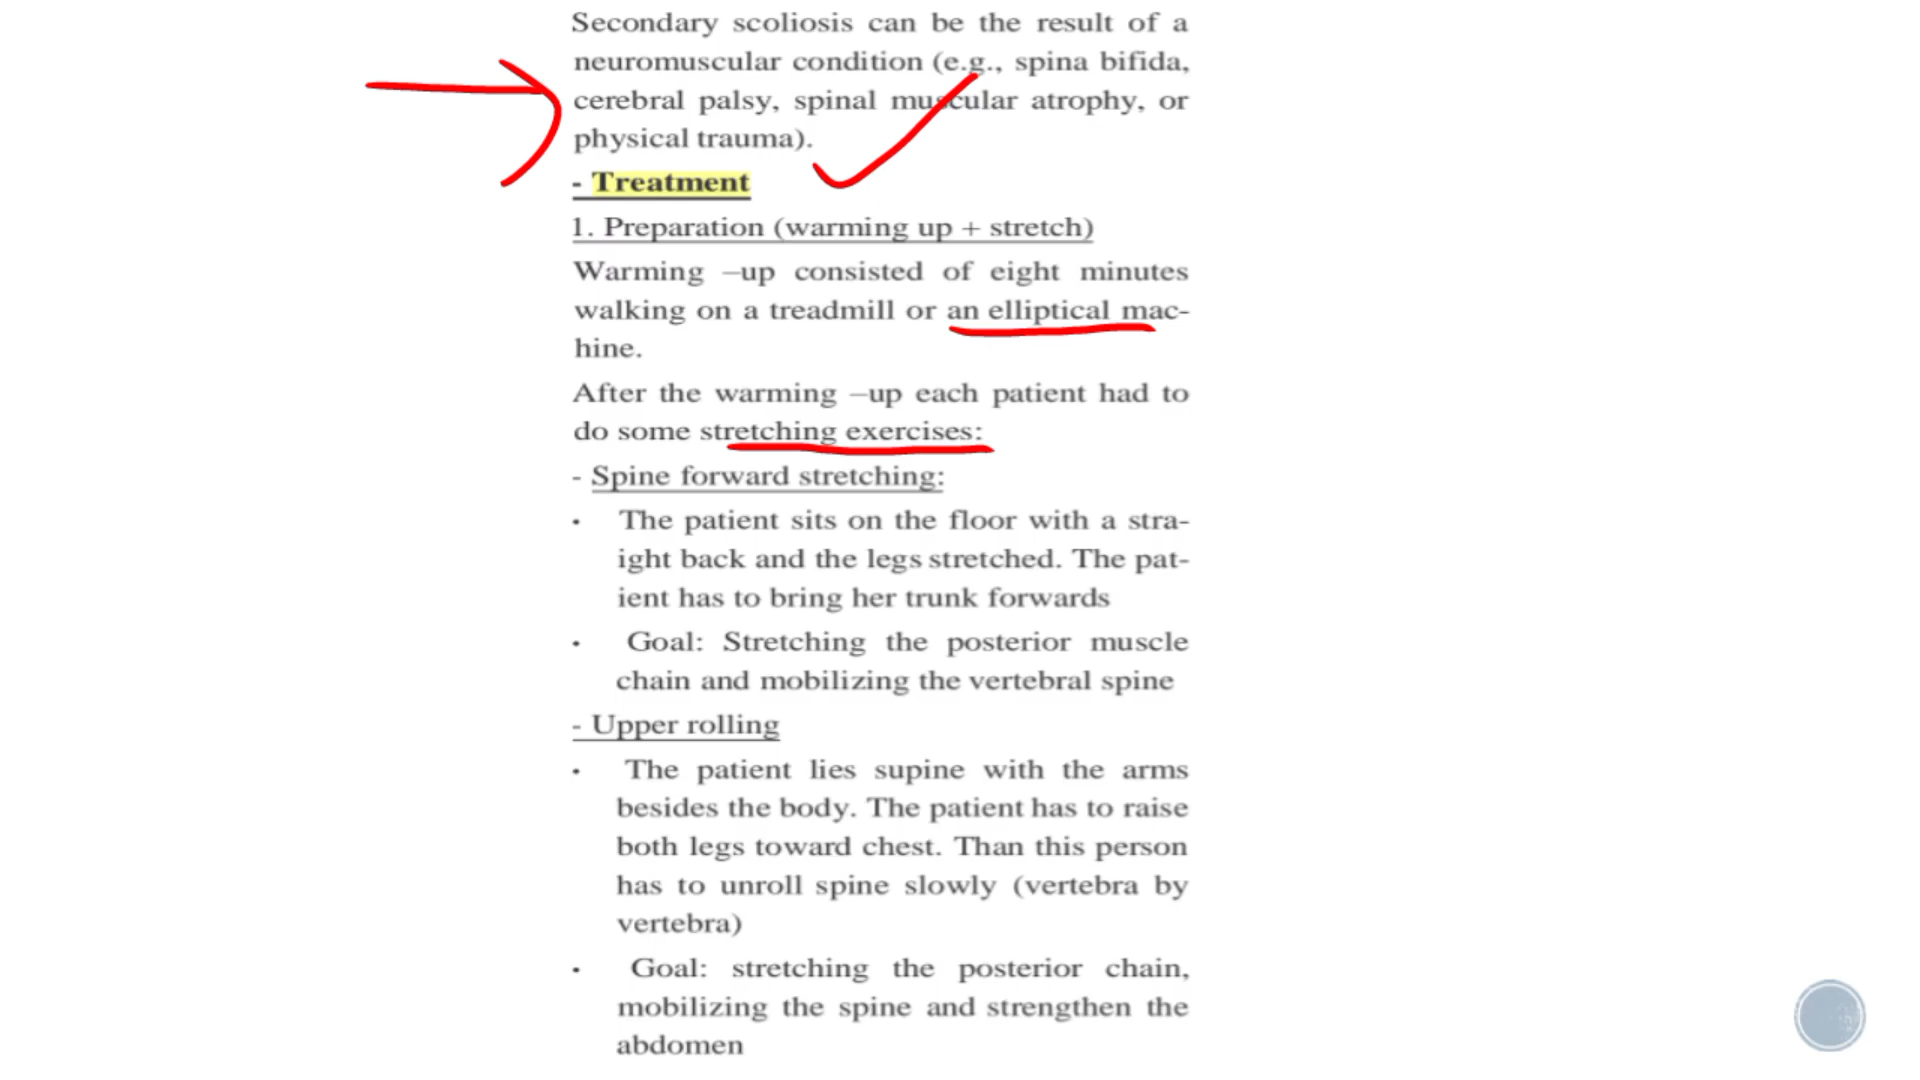 Secondary scoliosis can be the result of a
neuromuscular condition (e.g., spina bifida,
cerebral palsy, spinal muscular atrophy, or
physical trauma).
- Treatment
1. Preparation (warming up + stretch)
Warming –up consisted of eight minutes
walking on a treadmill or an elliptical mac-
hine.
After the warming –up each patient had to
do some stretching exercises:
- Spine forward stretching:
• The patient sits on the floor with a stra-
ight back and the legs stretched. The pat-
ient has to bring her trunk forwards
• Goal: Stretching the posterior muscle
chain and mobilizing the vertebral spine
- Upper rolling
• The patient lies supine with the arms
besides the body. The patient has to raise
both legs toward chest. Than this person
has to unroll spine slowly (vertebra by
vertebra)
• Goal: stretching the posterior chain,
mobilizing the spine and strengthen the
abdomen